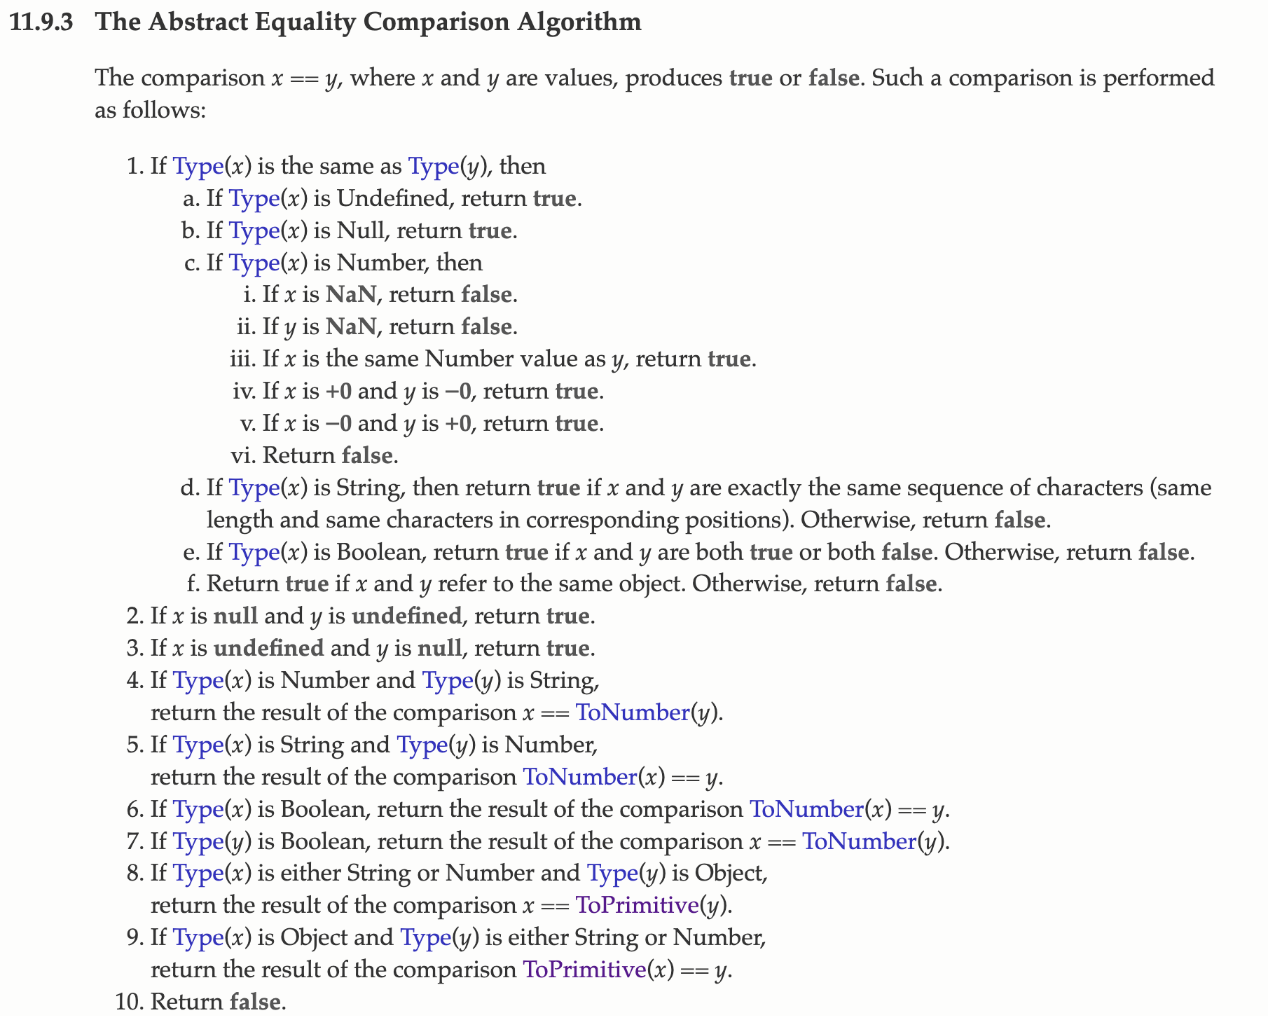 11.9.3 The Abstract Equality Comparison Algorithm
The comparison x == y, where x and y are values, produces true or false. Such a comparison is performed
as follows:
1. If Type(x) is the same as Type(y), then
a. If Type(x) is Undefined, return true.
b. If Type(x) is Null, return true.
c. If Type(x) is Number, then
i. If x is NaN, return false.
ii. If y is NaN, return false.
iii. If x is the same Number value as y, return true.
iv. If x is +0 and y is −0, return true.
v. If x is −0 and y is +0, return true.
vi. Return false.
d. If Type(x) is String, then return true if x and y are exactly the same sequence of characters (same
length and same characters in corresponding positions). Otherwise, return false.
e. If Type(x) is Boolean, return true if x and y are both true or both false. Otherwise, return false.
f. Return true if x and y refer to the same object. Otherwise, return false.
2. If x is null and y is undefined, return true.
3. If x is undefined and y is null, return true.
4. If Type(x) is Number and Type(y) is String,
return the result of the comparison x == ToNumber(y).
5. If Type(x) is String and Type(y) is Number,
return the result of the comparison ToNumber(x) == y.
6. If Type(x) is Boolean, return the result of the comparison ToNumber(x) == y.
7. If Type(y) is Boolean, return the result of the comparison x == ToNumber(y).
8. If Type(x) is either String or Number and Type(y) is Object,
return the result of the comparison x == ToPrimitive(y).
9. If Type(x) is Object and Type(y) is either String or Number,
return the result of the comparison ToPrimitive(x) == y.
10. Return false.